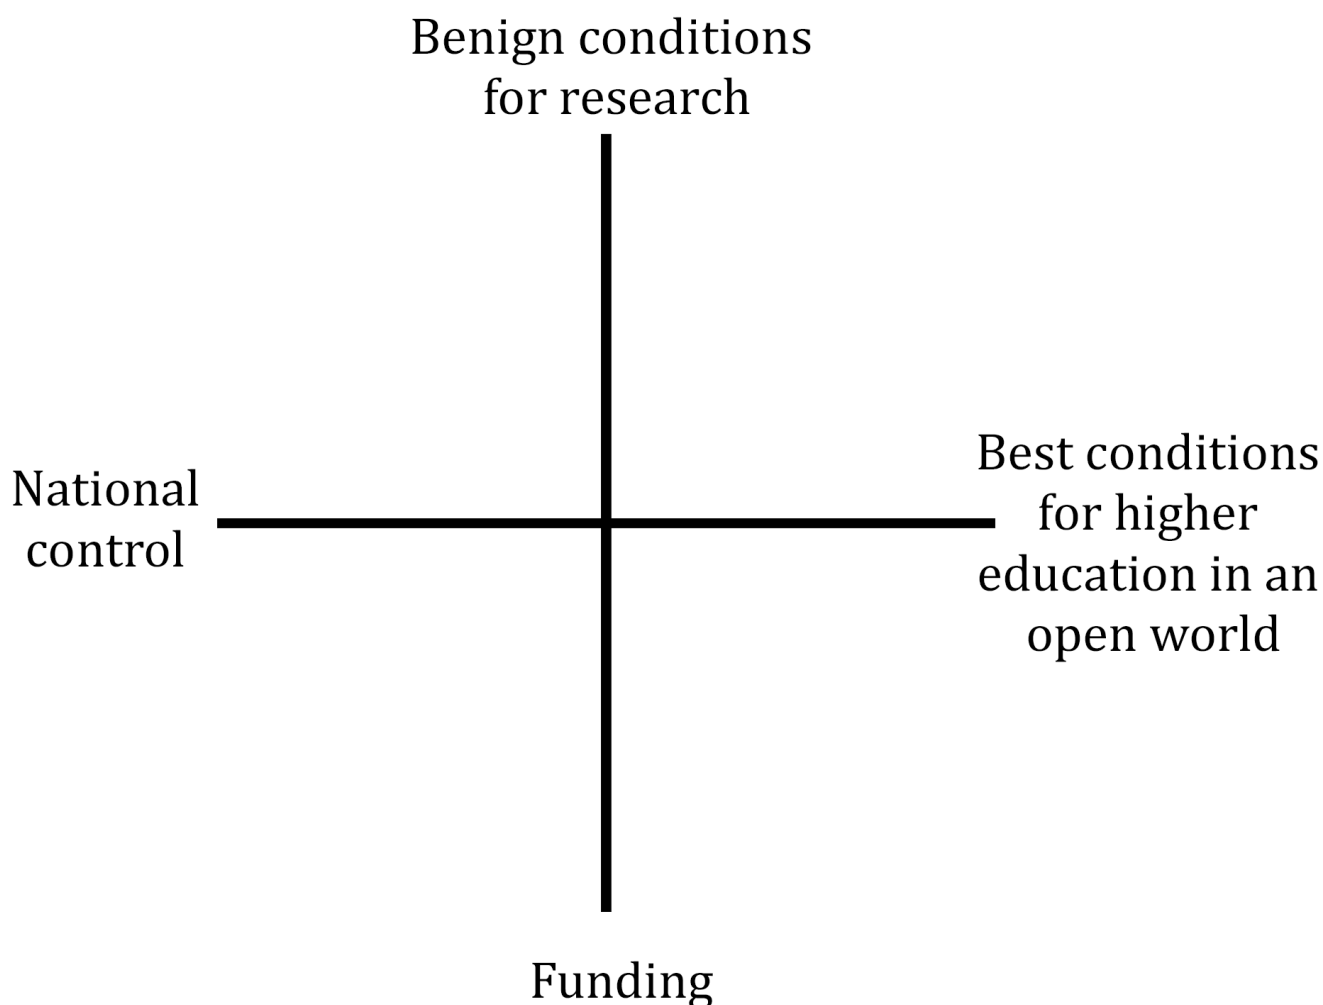 Benign conditions
for research
National
control
Best conditions
for higher
education in an
open world
Funding